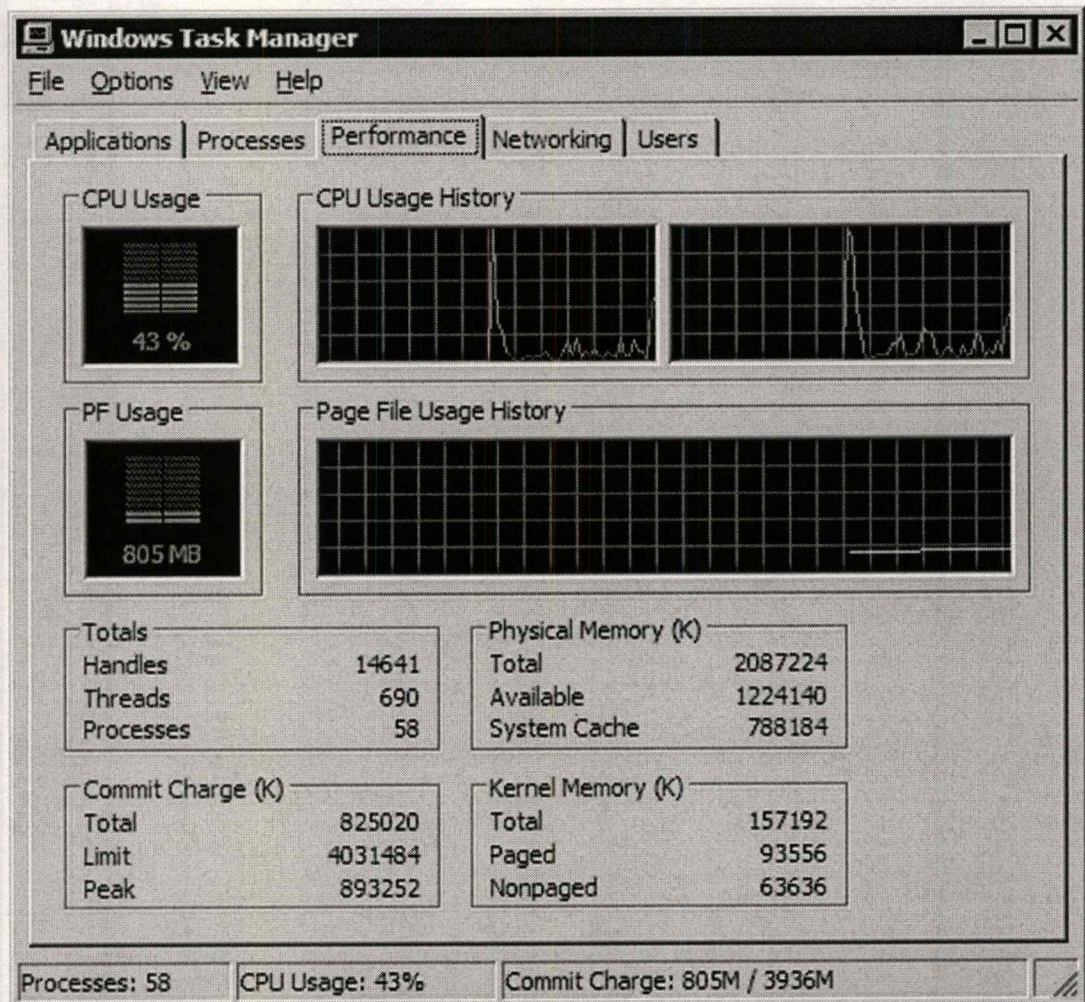 Windows Task Manager
File Options View Help
Applications Processes Performance Networking Users
CPU Usage
CPU Usage History
43 %
PF Usage
Page File Usage History
805 MB
Totals
Handles 14641
Threads 690
Processes 58
Physical Memory (K)
Total 2087224
Available 1224140
System Cache 788184
Commit Charge (K)
Total 825020
Limit 4031484
Peak 893252
Kernel Memory (K)
Total 157192
Paged 93556
Nonpaged 63636
Processes: 58 CPU Usage: 43% Commit Charge: 805M / 3936M